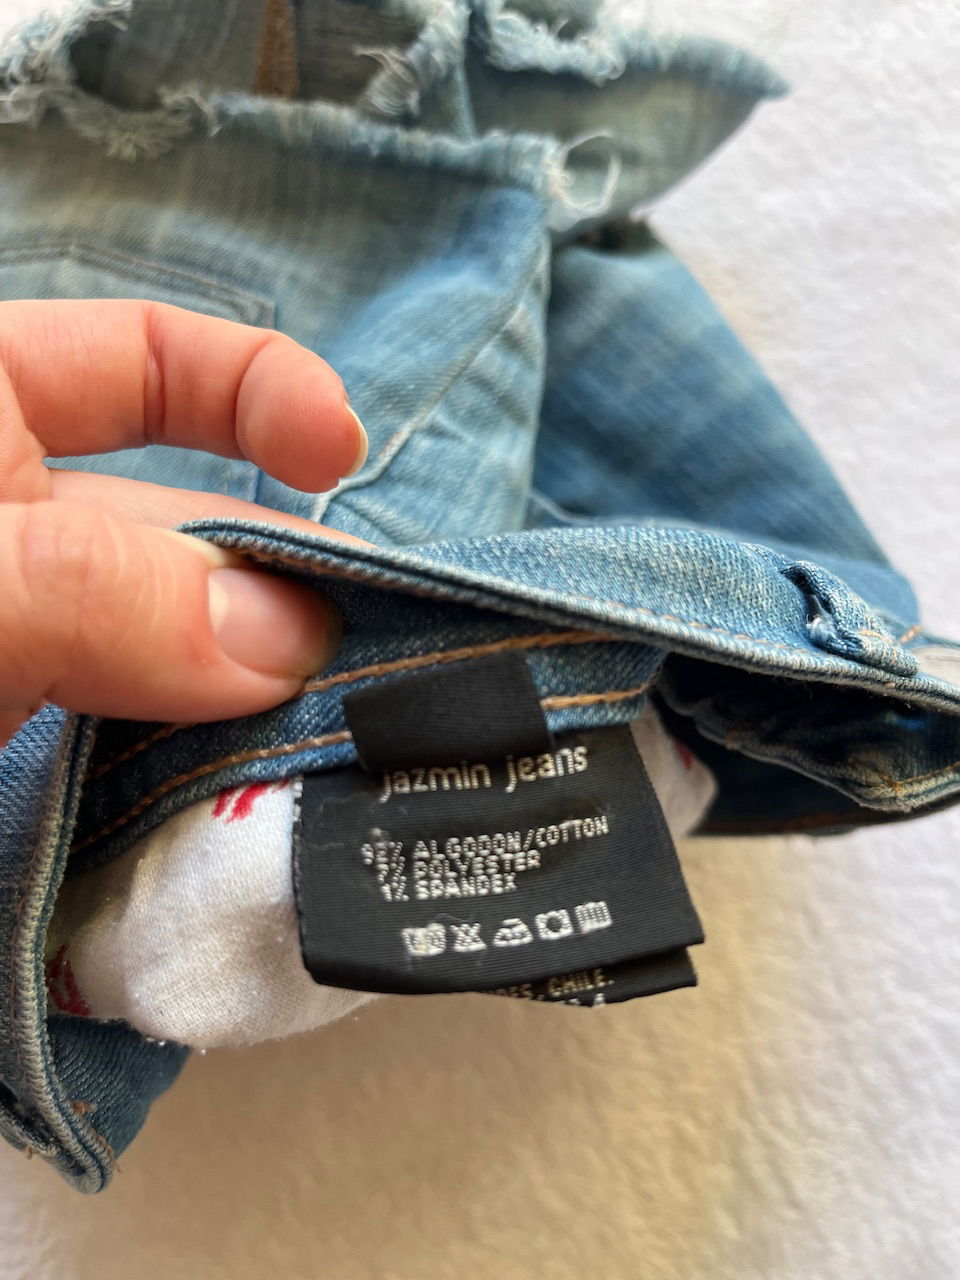 jazmin jeans
ALGODON/COTTON
POLYESTER
1% SPANDEX
CHILE.